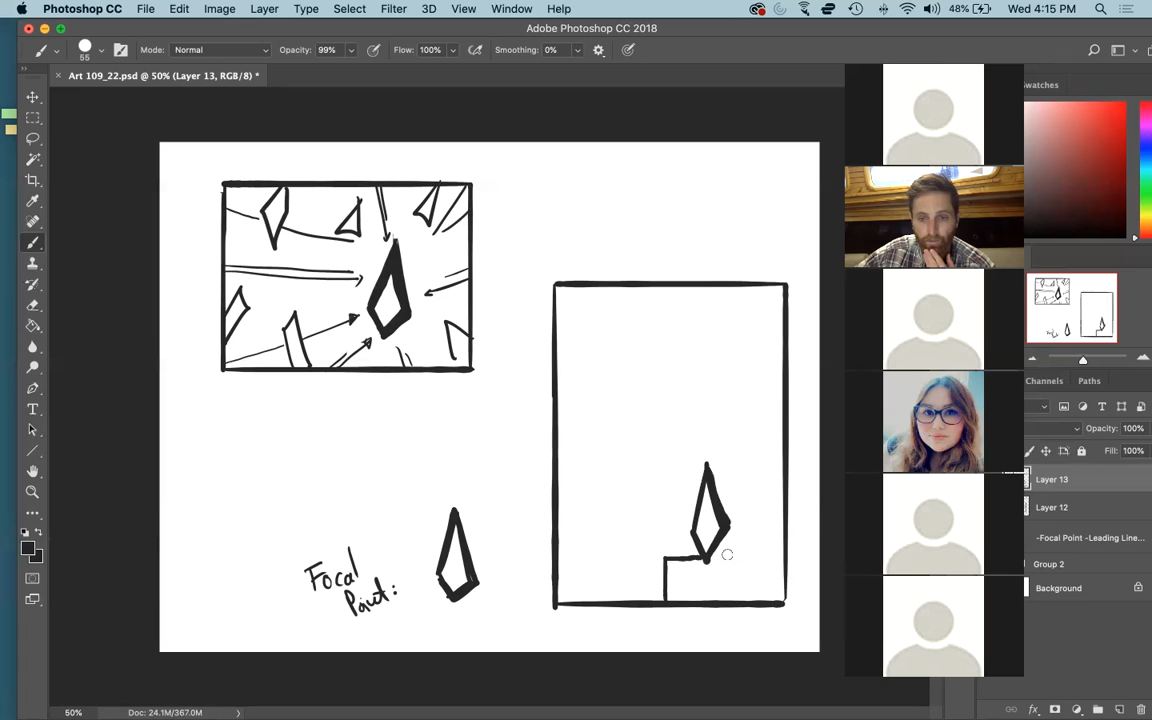 Photoshop CC File Edit Image Layer Type Select Filter 3D View Window Help 48% Wed 4:15 PM
Adobe Photoshop CC 2018
55 Mode: Normal Opacity: 99% Flow: 100% Smoothing: 0%
Art 109_22.psd @ 50% (Layer 13, RGB/8) *
Swatches
Channels Paths
Opacity: 100%
Fill: 100%
Layer 13
Layer 12
-Focal Point -Leading Line...
Group 2
Background
Focal
Point:
50% Doc: 24.1M/367.0M